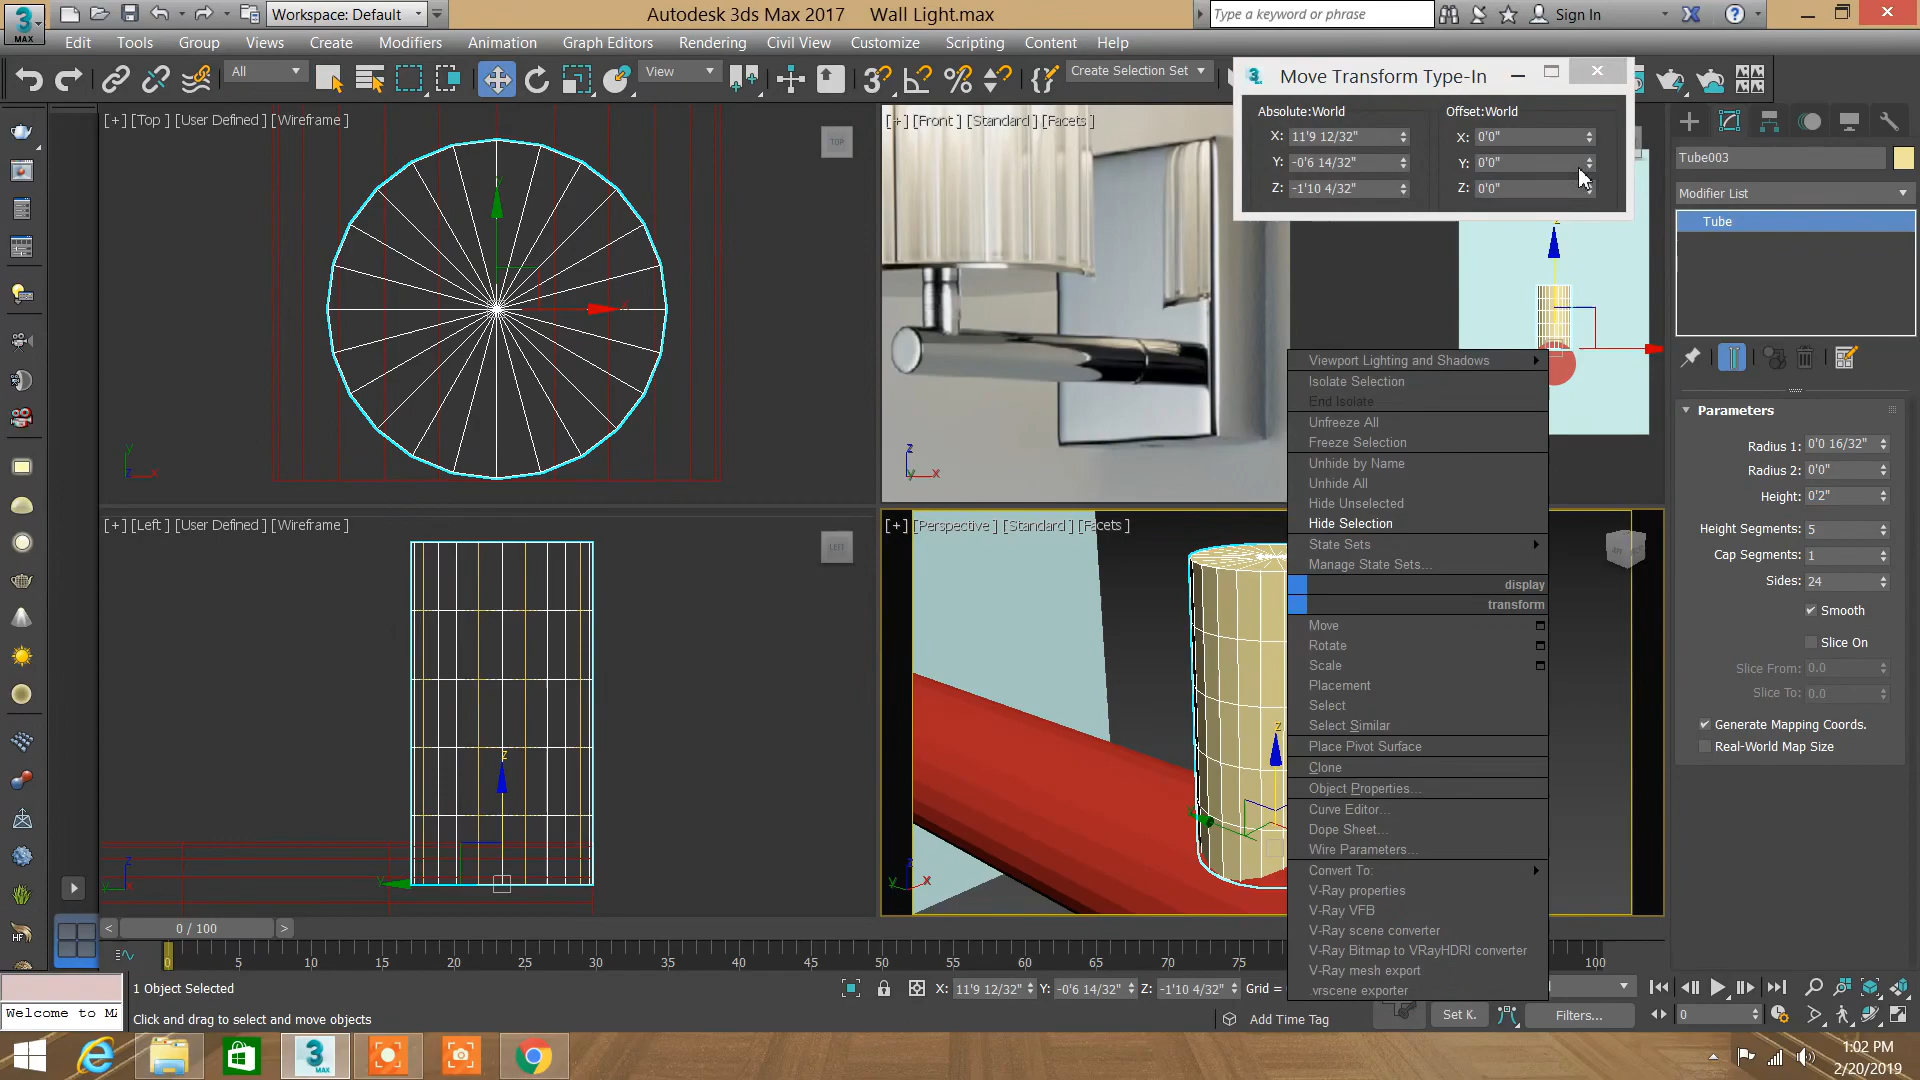 Workspace: Default
Autodesk 3ds Max 2017 Wall Light.max
Type a keyword or phrase
Sign In
Edit Tools Group Views Create Modifiers Animation Graph Editors Rendering Civil View Customize Scripting Content Help
All
View
Create Selection Set
Move Transform Type-In
Absolute:World Offset:World
X: 11'9 12/32" X: 0'0"
Y: -0'6 14/32" Y: 0'0"
Z: -1'10 4/32" Z: 0'0"
[+] [Top ] [User Defined ] [Wireframe ]
TOP
[+] [Front ] [Standard ] [Facets ]
Tube003
Modifier List
Tube
Parameters
Radius 1: 0'0 16/32"
Radius 2: 0'0"
Height: 0'2"
Height Segments: 5
Cap Segments: 1
Sides: 24
Smooth
Slice On
Slice From: 0.0
Slice To: 0.0
Generate Mapping Coords.
Real-World Map Size
[+] [Left ] [User Defined ] [Wireframe ]
LEFT
[+] [Perspective ] [Standard ] [Facets ]
Viewport Lighting and Shadows
Isolate Selection
End Isolate
Unfreeze All
Freeze Selection
Unhide by Name
Unhide All
Hide Unselected
Hide Selection
State Sets
Manage State Sets...
display
transform
Move
Rotate
Scale
Placement
Select
Select Similar
Place Pivot Surface
Clone
Object Properties...
Curve Editor...
Dope Sheet...
Wire Parameters...
Convert To:
V-Ray properties
V-Ray VFB
V-Ray scene converter
V-Ray Bitmap to VRayHDRI converter
V-Ray mesh export
.vrscene exporter
< 0 / 100 >
0 5 10 15 20 25 30 35 40 45 50 55 60 65 70 75 100
1 Object Selected
X: 11'9 12/32" Y: -0'6 14/32" Z: -1'10 4/32" Grid =
Welcome to MA
Click and drag to select and move objects
Add Time Tag
Set K.
Filters...
0
HF
MAX
1:02 PM
2/20/2019